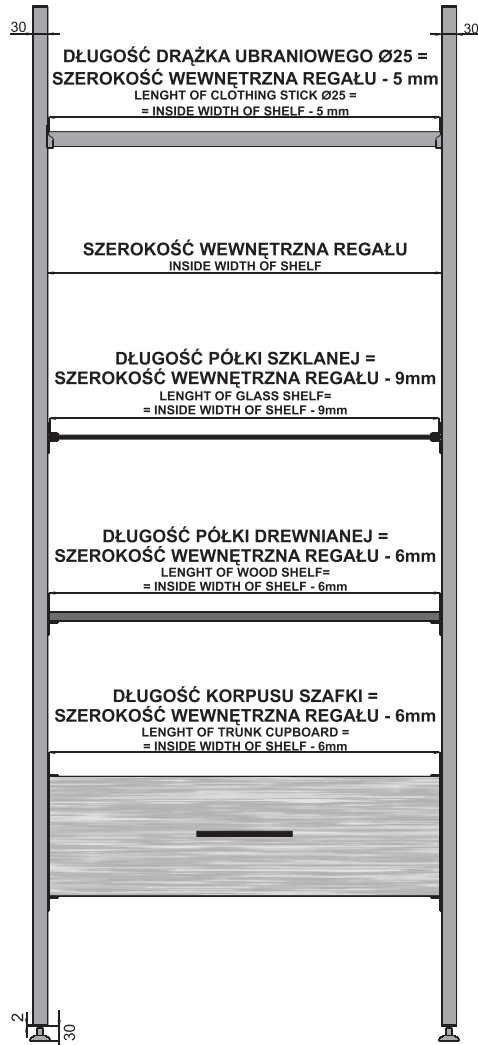 30
30
DŁUGOŚĆ DRĄŻKA UBRANIOWEGO Ø25 =
SZEROKOŚĆ WEWNĘTRZNA REGAŁU - 5 mm
LENGHT OF CLOTHING STICK Ø25 =
= INSIDE WIDTH OF SHELF - 5 mm
SZEROKOŚĆ WEWNĘTRZNA REGAŁU
INSIDE WIDTH OF SHELF
DŁUGOŚĆ PÓŁKI SZKLANEJ =
SZEROKOŚĆ WEWNĘTRZNA REGAŁU - 9mm
LENGHT OF GLASS SHELF=
= INSIDE WIDTH OF SHELF - 9mm
DŁUGOŚĆ PÓŁKI DREWNIANEJ =
SZEROKOŚĆ WEWNĘTRZNA REGAŁU - 6mm
LENGHT OF WOOD SHELF=
= INSIDE WIDTH OF SHELF - 6mm
DŁUGOŚĆ KORPUSU SZAFKI =
SZEROKOŚĆ WEWNĘTRZNA REGAŁU - 6mm
LENGHT OF TRUNK CUPBOARD =
= INSIDE WIDTH OF SHELF - 6mm
2
30